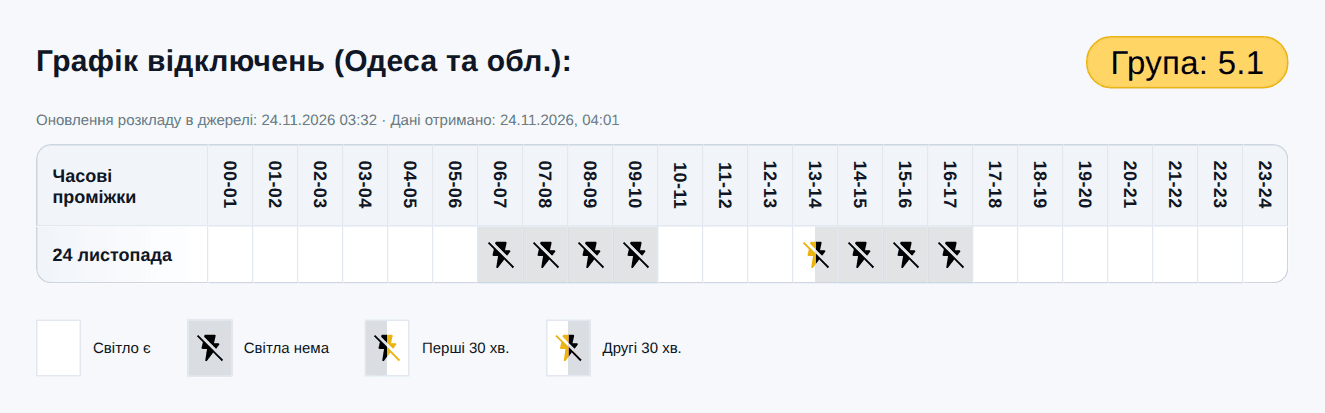 Графік відключень (Одеса та обл.):
Група: 5.1
Оновлення розкладу в джерелі: 24.11.2026 03:32 · Дані отримано: 24.11.2026, 04:01
Часові
проміжки
00-01
01-02
02-03
03-04
04-05
05-06
06-07
07-08
08-09
09-10
10-11
11-12
12-13
13-14
14-15
15-16
16-17
17-18
18-19
19-20
20-21
21-22
22-23
23-24
24 листопада
Світло є
Світла нема
Перші 30 хв.
Другі 30 хв.